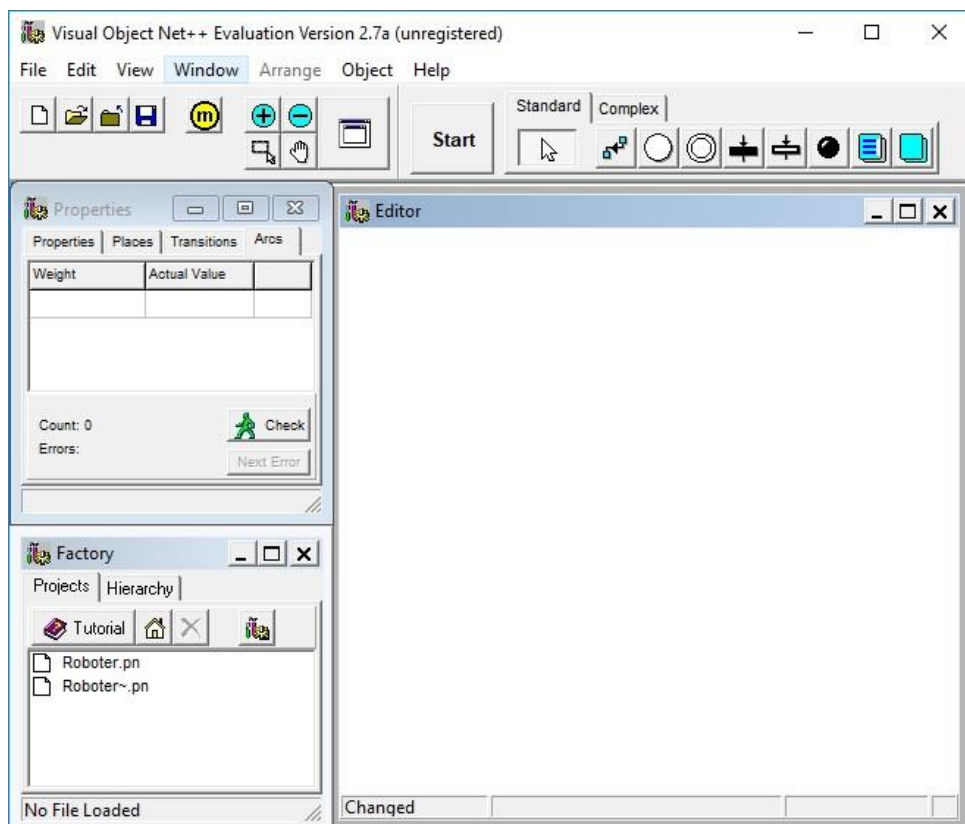 Visual Object Net++ Evaluation Version 2.7a (unregistered)
File Edit View Window Arrange Object Help
m
Start
Standard Complex
Properties
Properties Places Transitions Arcs
Weight Actual Value
Count: 0
Check
Errors:
Next Error
Factory
Projects Hierarchy
Tutorial
Roboter.pn
Roboter~.pn
No File Loaded
Editor
Changed